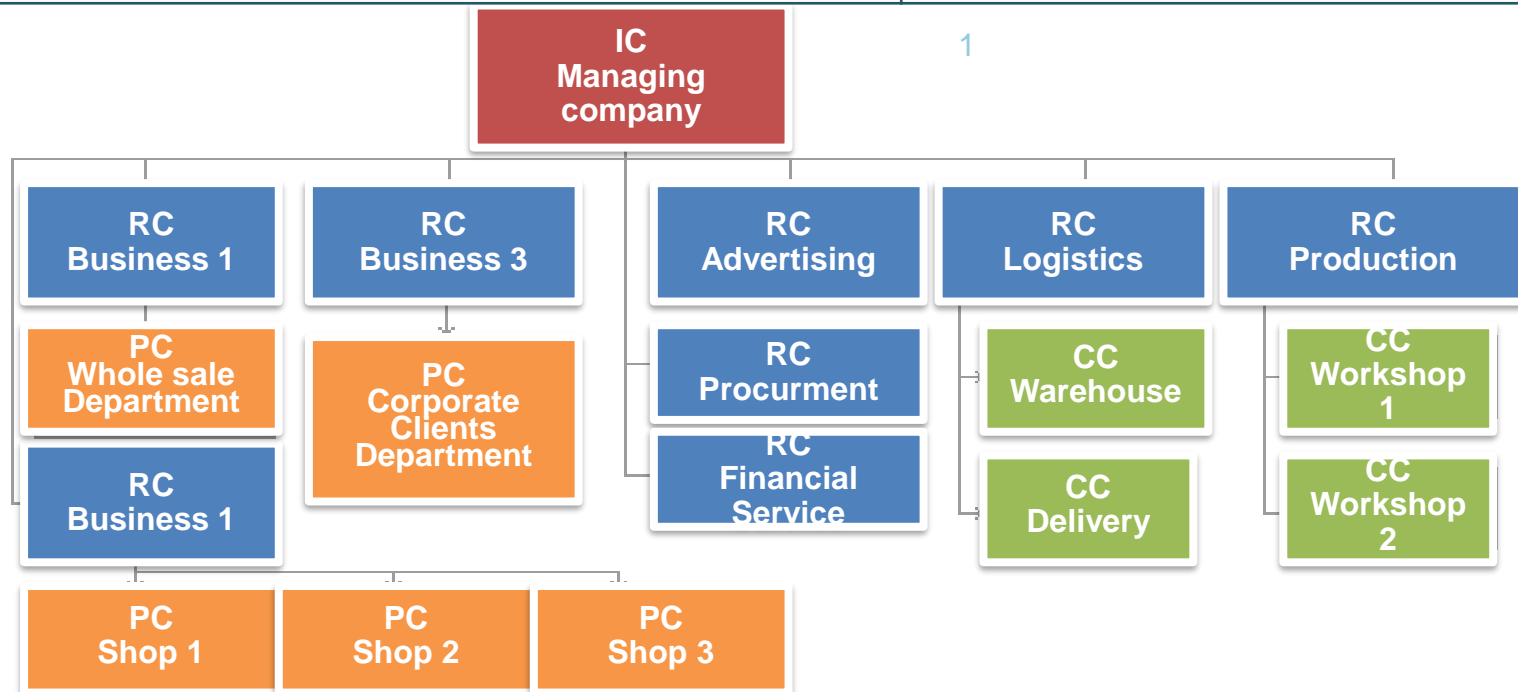 IC
Managing
company
1
RC
Business 1
RC
Business 3
RC
Advertising
RC
Logistics
RC
Production
PC
Whole sale
Department
PC
Corporate
Clients
Department
RC
Procurment
CC
Warehouse
CC
Workshop
1
RC
Business 1
RC
Financial
Service
CC
Delivery
CC
Workshop
2
PC
Shop 1
PC
Shop 2
PC
Shop 3